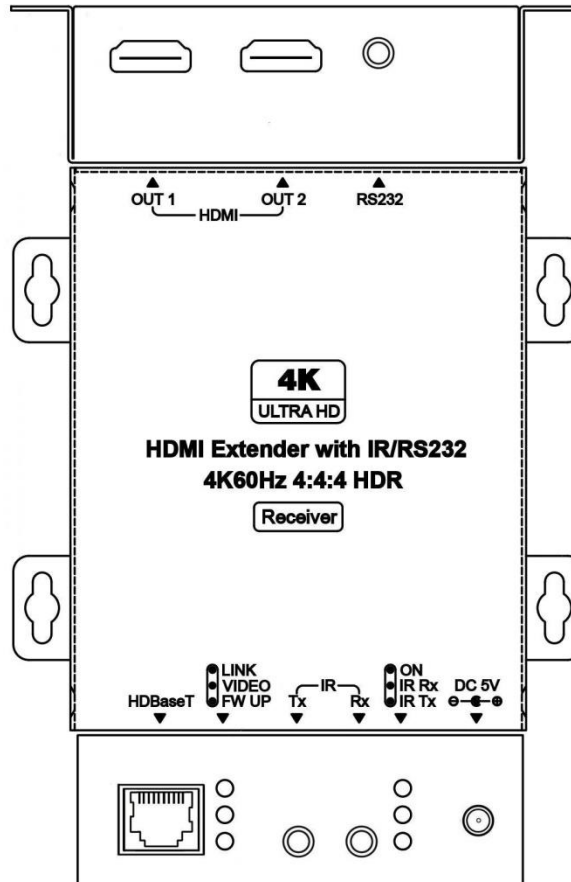 OUT 1
OUT 2
RS232
HDMI
4K
ULTRA HD
HDMI Extender with IR/RS232
4K60Hz 4:4:4 HDR
Receiver
HDBaseT
LINK
VIDEO
FW UP
IR
Tx
Rx
ON
IR Rx
IR Tx
DC 5V